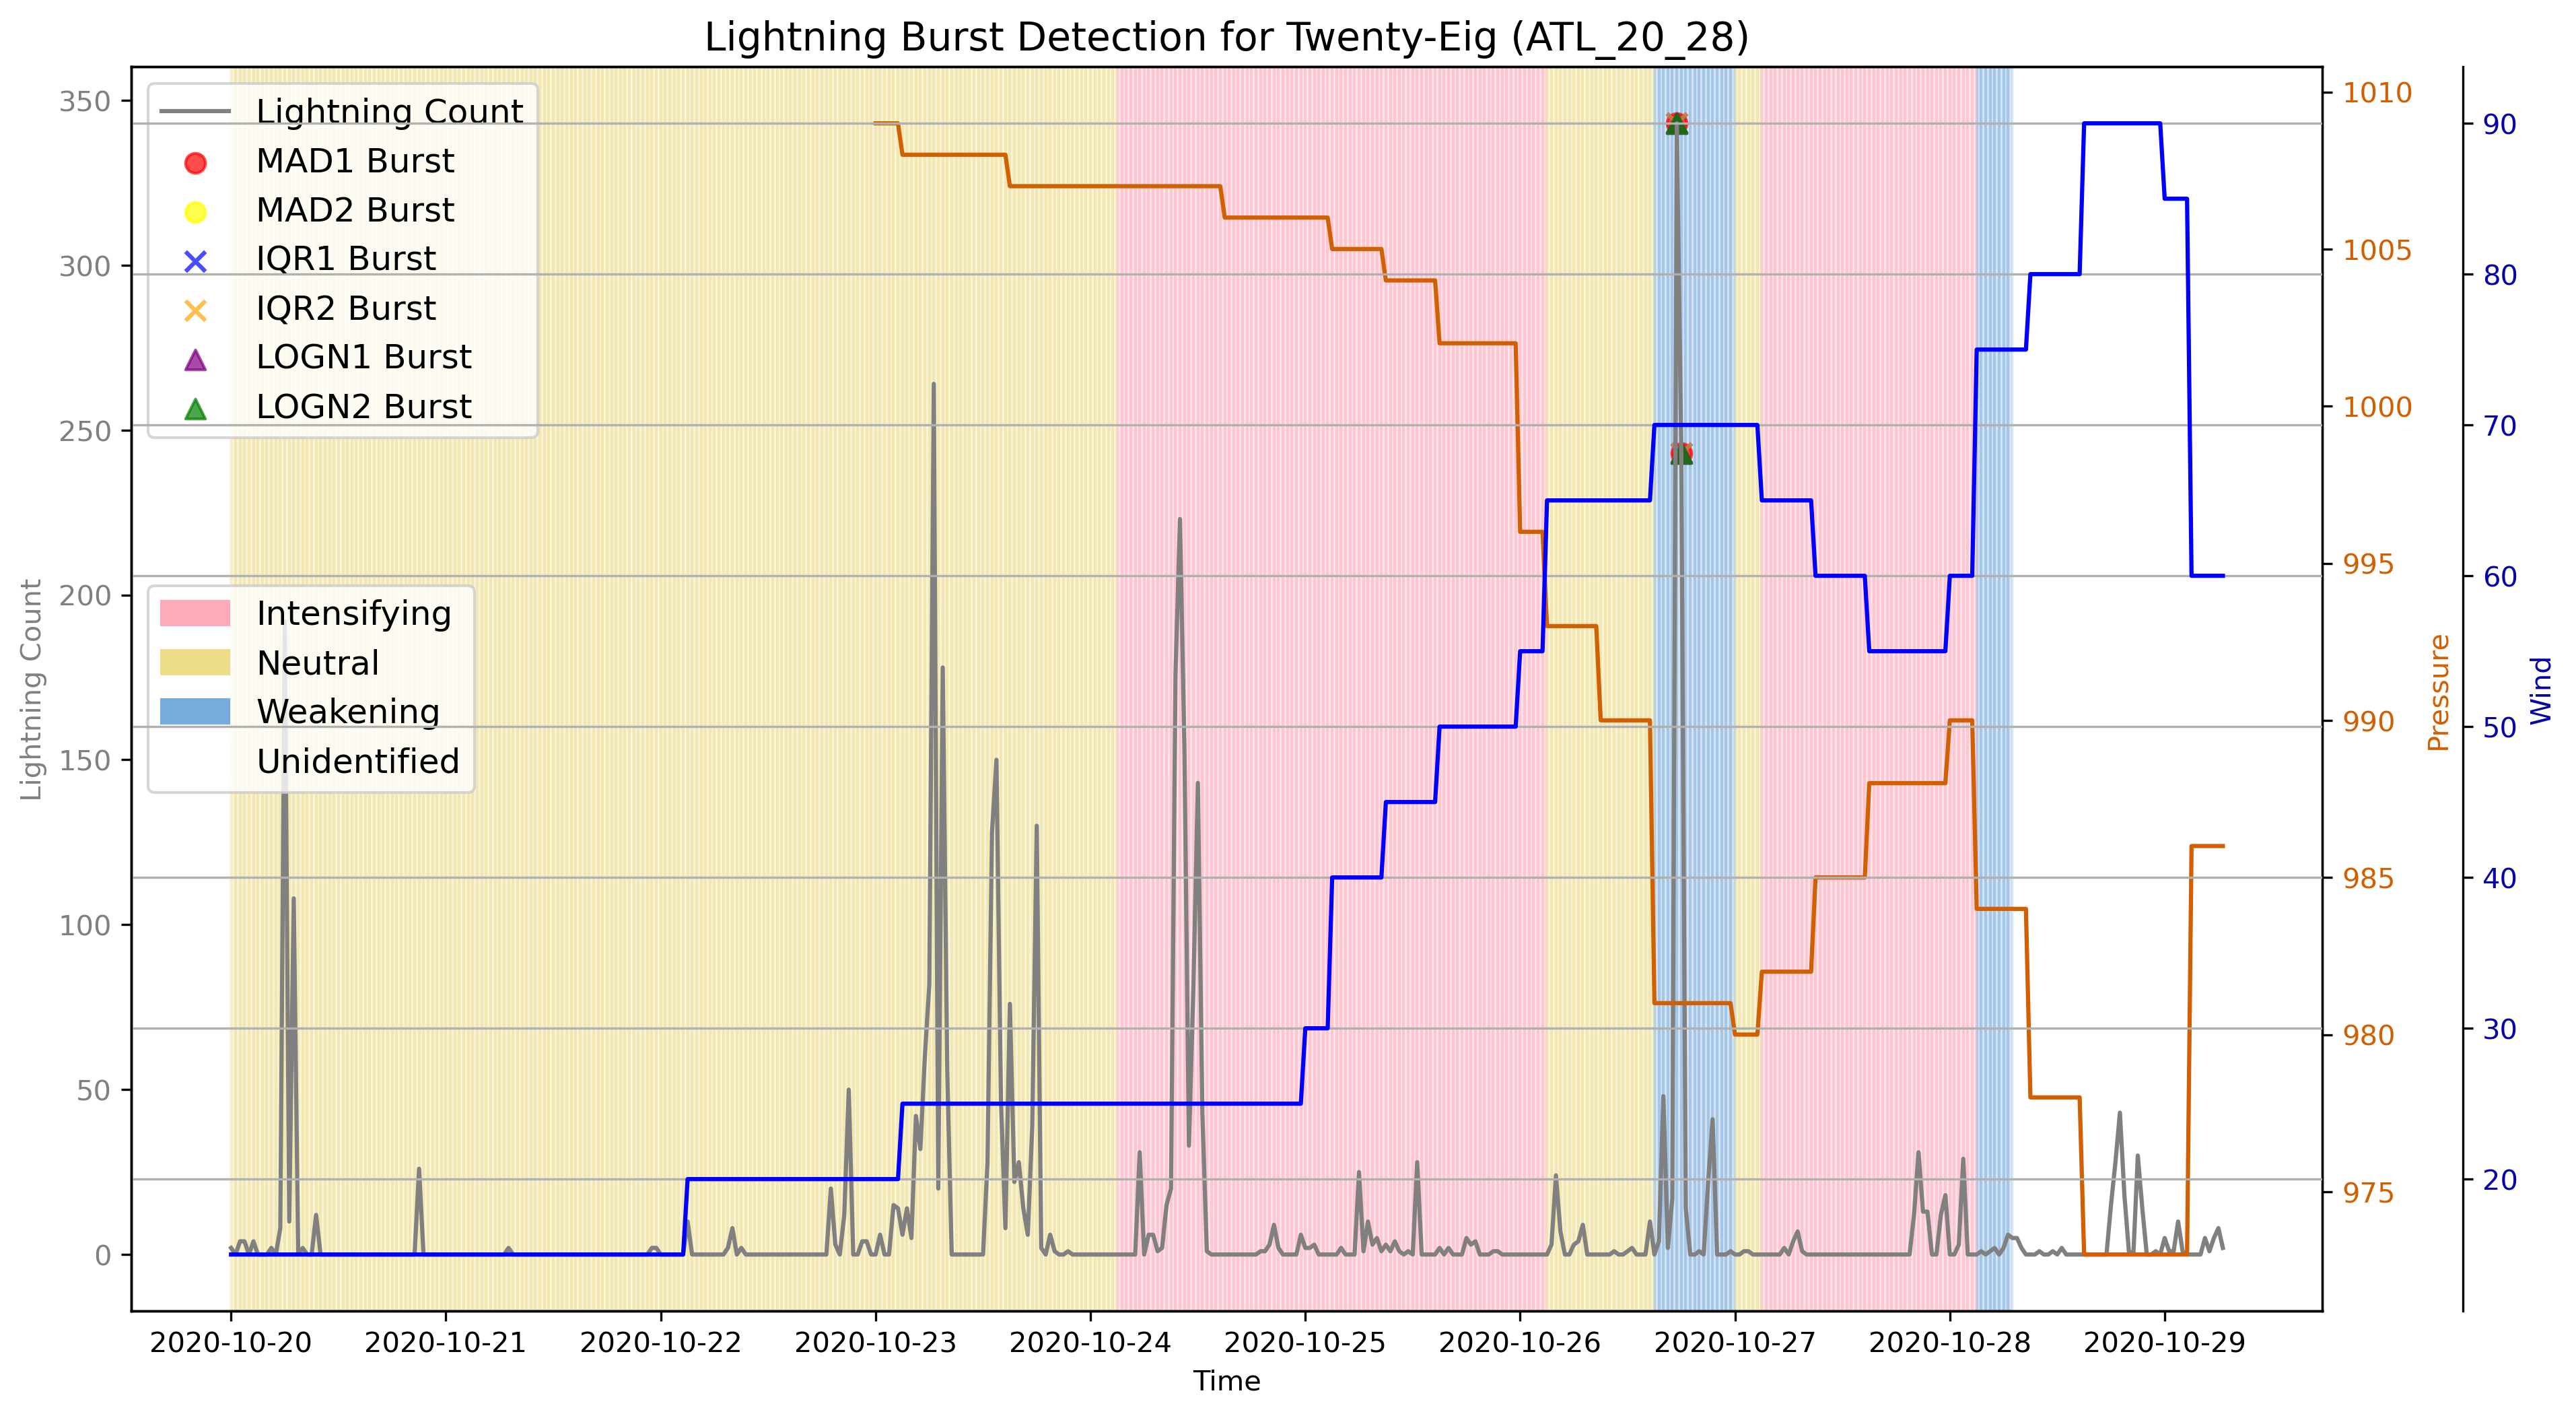 Lightning Burst Detection for Twenty-Eig (ATL_20_28)
Lightning Count
MAD1 Burst
MAD2 Burst
IQR1 Burst
IQR2 Burst
LOGN1 Burst
LOGN2 Burst
Intensifying
Neutral
Weakening
Unidentified
Lightning Count
350
300
250
200
150
100
50
0
1010
1005
1000
995
990
985
980
975
Pressure
90
80
70
60
50
40
30
20
Wind
2020-10-20 2020-10-21 2020-10-22 2020-10-23 2020-10-24 2020-10-25 2020-10-26 2020-10-27 2020-10-28 2020-10-29
Time